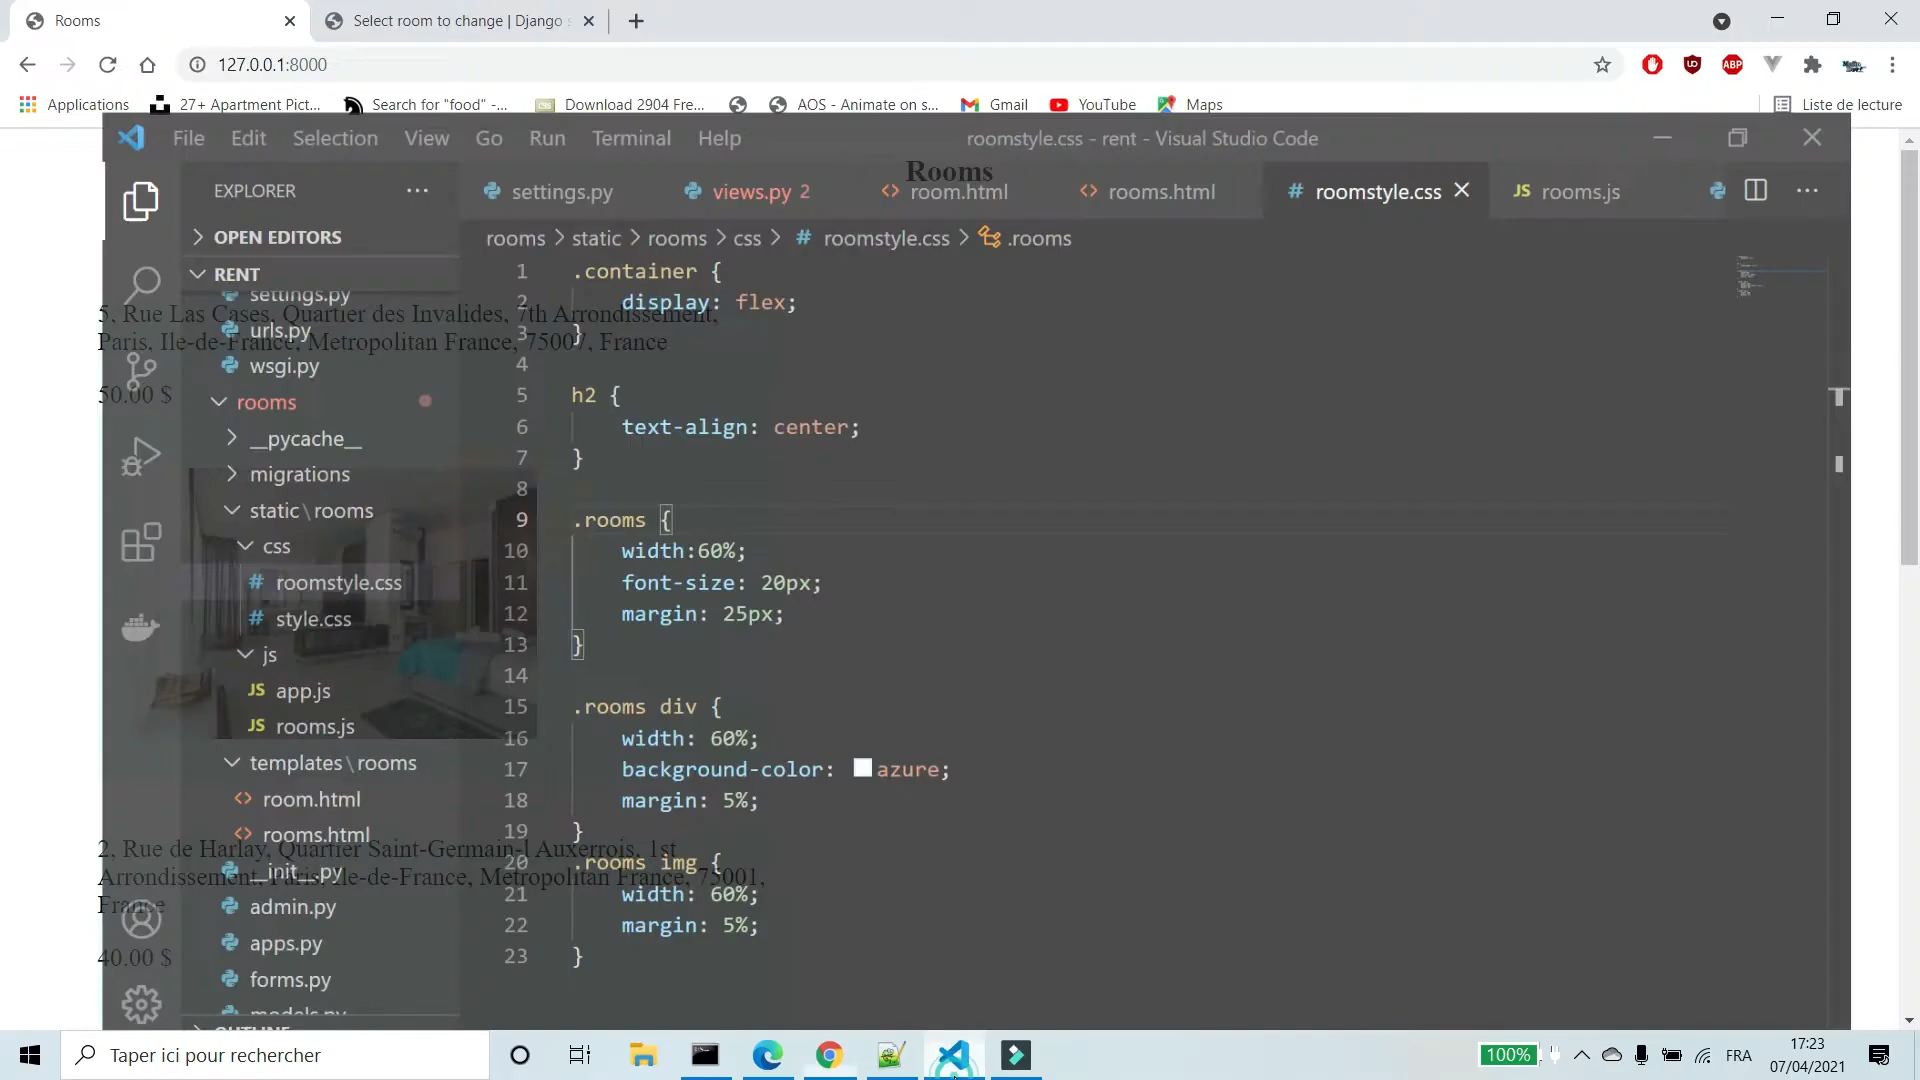 Rooms
Select room to change | Django
127.0.0.1:8000
ABP
Applications
27+ Apartment Pict...
Search for "food" -...
Download 2904 Fre...
AOS - Animate on s...
Gmail
YouTube
Maps
Liste de lecture
File Edit Selection View Go Run Terminal Help
roomstyle.css - rent - Visual Studio Code
Rooms
EXPLORER
settings.py
views.py 2
room.html
rooms.html
# roomstyle.css
JS rooms.js
OPEN EDITORS
rooms > static > rooms > css > # roomstyle.css > .rooms
RENT
settings.py
urls.py
wsgi.py
rooms
__pycache__
migrations
static\rooms
css
# roomstyle.css
# style.css
js
JS app.js
JS rooms.js
templates\rooms
room.html
rooms.html
__init__.py
admin.py
apps.py
forms.py
models.py
OUTLINE
1 .container {
2 display: flex;
3 }
4
5 h2 {
6 text-align: center;
7 }
8
9 .rooms {
10 width:60%;
11 font-size: 20px;
12 margin: 25px;
13 }
14
15 .rooms div {
16 width: 60%;
17 background-color: azure;
18 margin: 5%;
19 }
20 .rooms img {
21 width: 60%;
22 margin: 5%;
23 }
5, Rue Las Cases, Quartier des Invalides, 7th Arrondissement,
Paris, Ile-de-France, Metropolitan France, 75007, France
50.00 $
2, Rue de Harlay, Quartier Saint-Germain-l Auxerrois, 1st
Arrondissement, Paris, Ile-de-France, Metropolitan France, 75001,
France
40.00 $
Taper ici pour rechercher
100%
FRA
17:23
07/04/2021